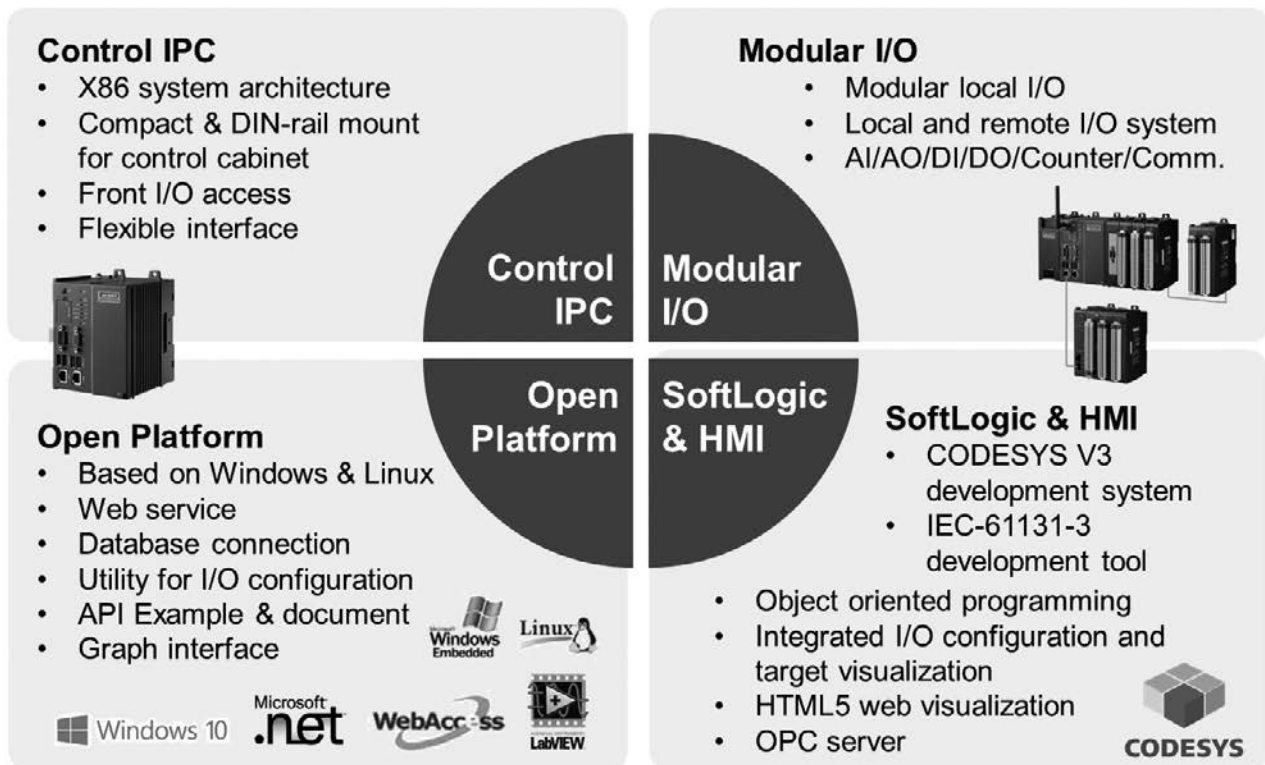 Control IPC
• X86 system architecture
• Compact & DIN-rail mount
for control cabinet
• Front I/O access
• Flexible interface
Modular I/O
• Modular local I/O
• Local and remote I/O system
• AI/AO/DI/DO/Counter/Comm.
Control
IPC
Modular
I/O
Open
Platform
SoftLogic
& HMI
Open Platform
• Based on Windows & Linux
• Web service
• Database connection
• Utility for I/O configuration
• API Example & document
• Graph interface
Microsoft
Windows
Embedded
Linux
Windows 10
Microsoft
.net
WebAccess
LabVIEW
SoftLogic & HMI
• CODESYS V3
development system
• IEC-61131-3
development tool
• Object oriented programming
• Integrated I/O configuration and
target visualization
• HTML5 web visualization
• OPC server
CODESYS